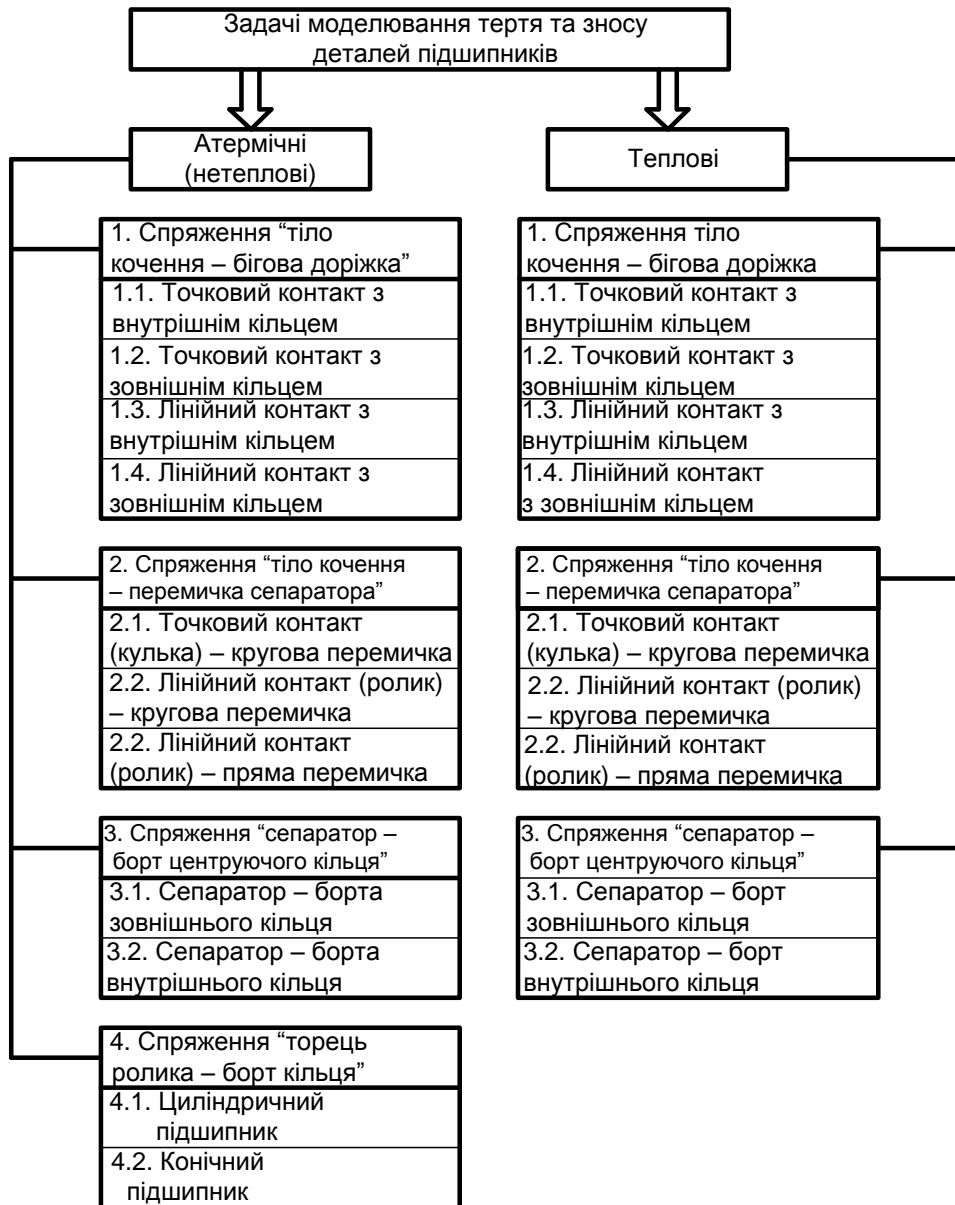 Задачі моделювання тертя та зносу
деталей підшипників
Атермічні
(нетеплові)
Теплові
1. Спряження “тіло
кочення – бігова доріжка”
1.1. Точковий контакт з
внутрішнім кільцем
1.2. Точковий контакт з
зовнішнім кільцем
1.3. Лінійний контакт з
внутрішнім кільцем
1.4. Лінійний контакт з
зовнішнім кільцем
2. Спряження “тіло кочення
– перемичка сепаратора”
2.1. Точковий контакт
(кулька) – кругова перемичка
2.2. Лінійний контакт (ролик)
– кругова перемичка
2.2. Лінійний контакт
(ролик) – пряма перемичка
3. Спряження “сепаратор –
борт центруючого кільця”
3.1. Сепаратор – борта
зовнішнього кільця
3.2. Сепаратор – борта
внутрішнього кільця
4. Спряження “торець
ролика – борт кільця”
4.1. Циліндричний
підшипник
4.2. Конічний
підшипник
1. Спряження тіло
кочення – бігова доріжка
1.1. Точковий контакт з
внутрішнім кільцем
1.2. Точковий контакт з
зовнішнім кільцем
1.3. Лінійний контакт з
внутрішнім кільцем
1.4. Лінійний контакт
з зовнішнім кільцем
2. Спряження “тіло кочення
– перемичка сепаратора”
2.1. Точковий контакт
(кулька) – кругова перемичка
2.2. Лінійний контакт (ролик)
– кругова перемичка
2.2. Лінійний контакт
(ролик) – пряма перемичка
3. Спряження “сепаратор –
борт центруючого кільця”
3.1. Сепаратор – борт
зовнішнього кільця
3.2. Сепаратор – борт
внутрішнього кільця